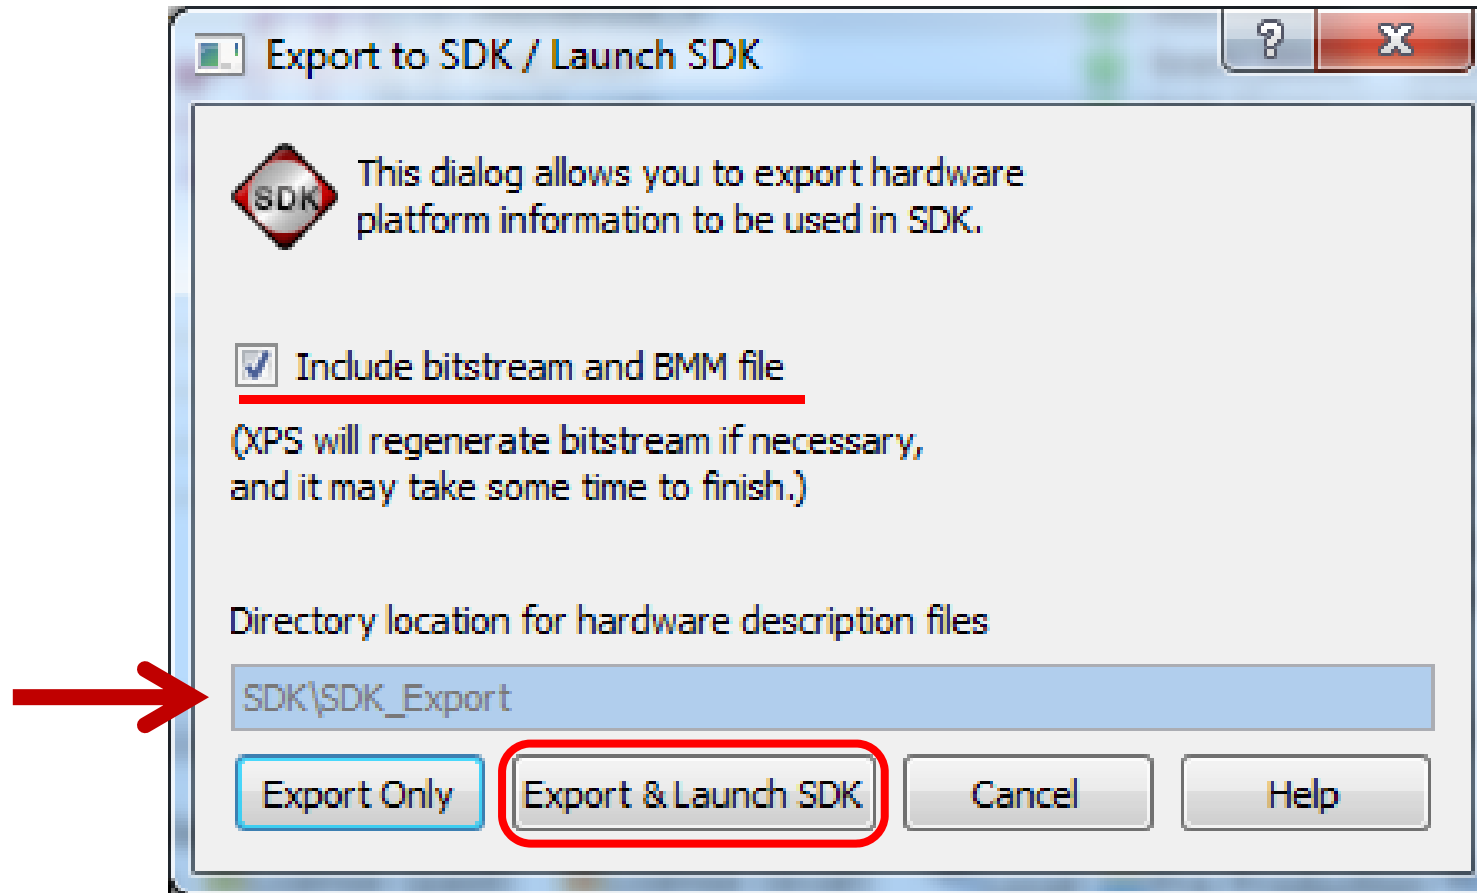 Export to SDK / Launch SDK
?
SDK
This dialog allows you to export hardware
platform information to be used in SDK.
Include bitstream and BMM file
(XPS will regenerate bitstream if necessary,
and it may take some time to finish.)
Directory location for hardware description files
SDK\SDK_Export
Export Only
Export & Launch SDK
Cancel
Help